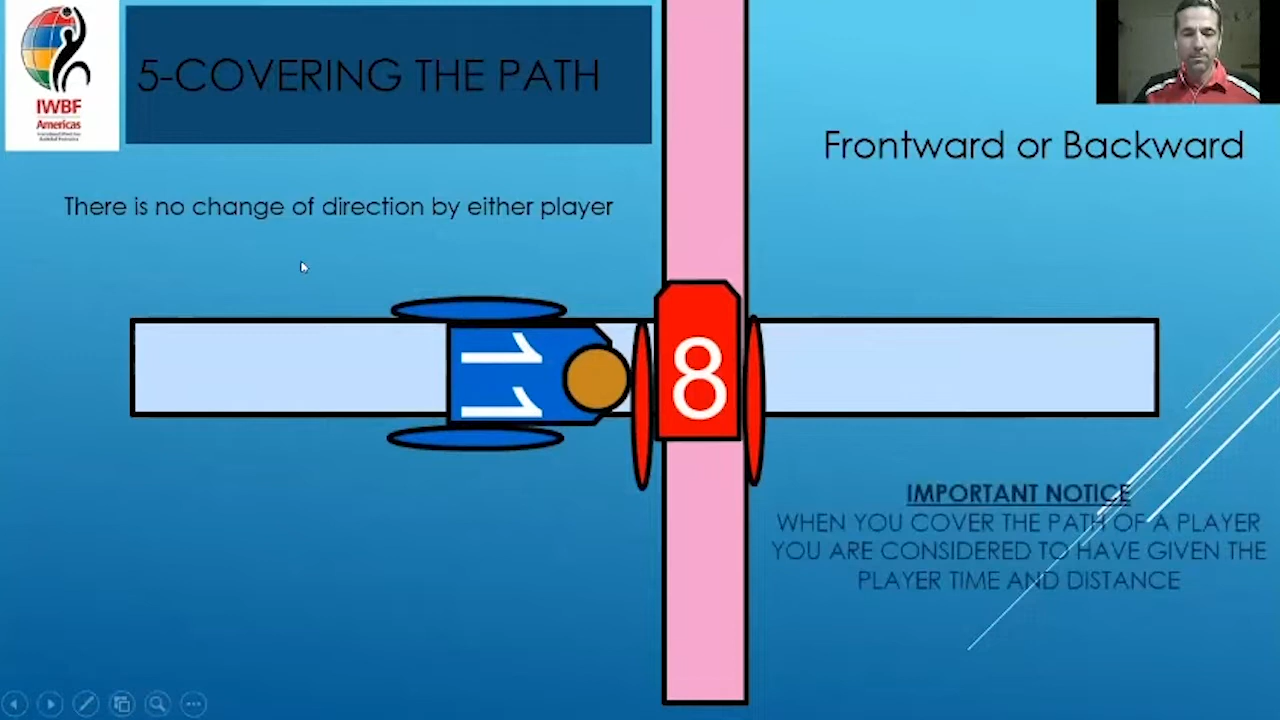 5-COVERING THE PATH
IWBF
Americas
Frontward or Backward
There is no change of direction by either player
11
8
IMPORTANT NOTICE
WHEN YOU COVER THE PATH OF A PLAYER
YOU ARE CONSIDERED TO HAVE GIVEN THE
PLAYER TIME AND DISTANCE